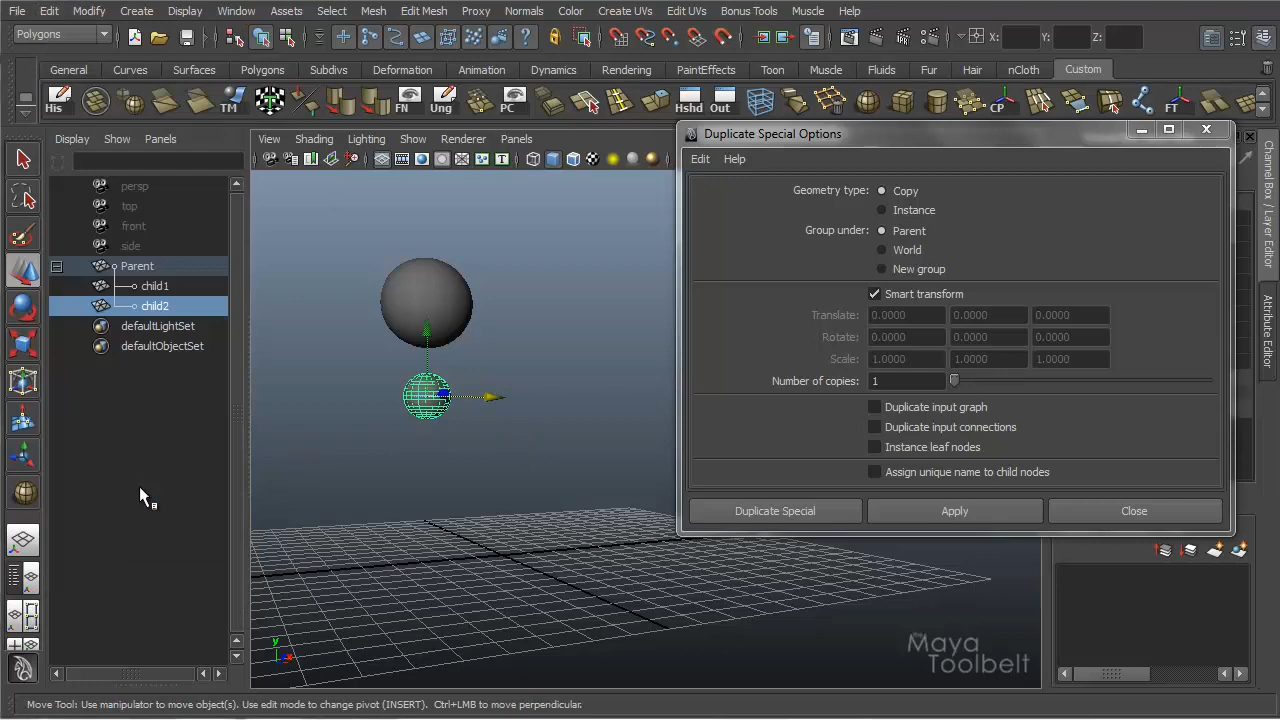 File Edit Modify Create Display Window Assets Select Mesh Edit Mesh Proxy Normals Color Create UVs Edit UVs Bonus Tools Muscle Help
Polygons X: Y: Z:
General Curves Surfaces Polygons Subdivs Deformation Animation Dynamics Rendering PaintEffects Toon Muscle Fluids Fur Hair nCloth Custom
His TM FN Ung PC Hshd Out CP FT
Display Show Panels
View Shading Lighting Show Renderer Panels
Duplicate Special Options
Edit Help
persp
top
front
side
Parent
child1
child2
defaultLightSet
defaultObjectSet
Geometry type: Copy
Instance
Group under: Parent
World
New group
Smart transform
Translate: 0.0000 0.0000 0.0000
Rotate: 0.0000 0.0000 0.0000
Scale: 1.0000 1.0000 1.0000
Number of copies: 1
Duplicate input graph
Duplicate input connections
Instance leaf nodes
Assign unique name to child nodes
Duplicate Special Apply Close
Channel Box / Layer Editor
Attribute Editor
y
x
the Maya
Toolbelt
Move Tool: Use manipulator to move object(s). Use edit mode to change pivot (INSERT). Ctrl+LMB to move perpendicular.